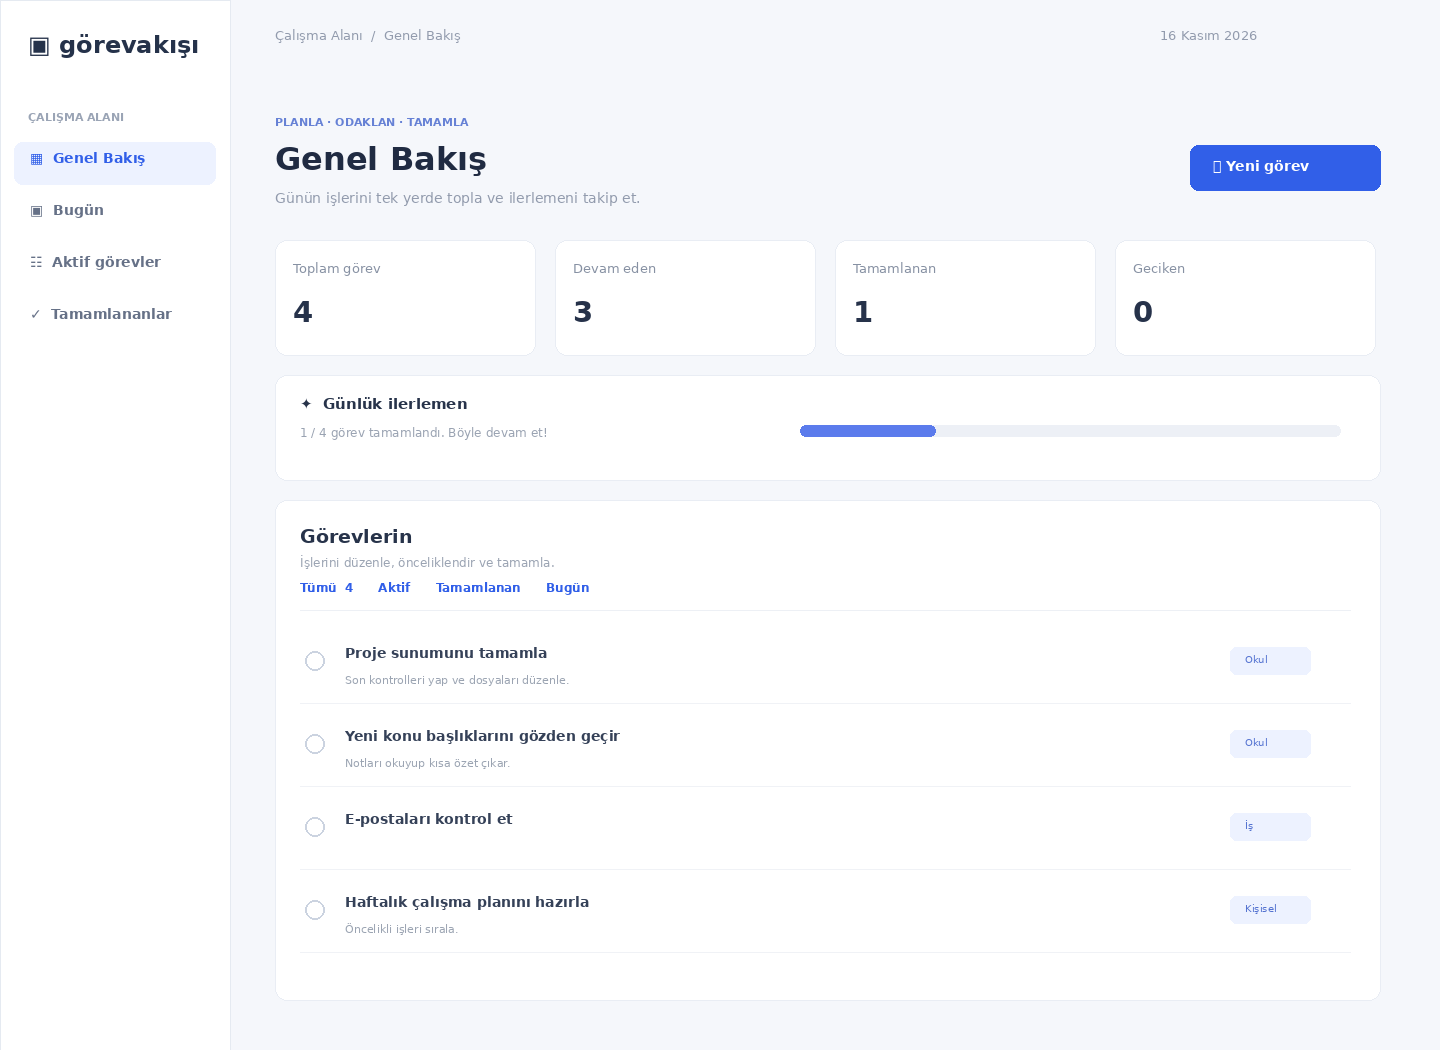 görevakışı
ÇALIŞMA ALANI
Genel Bakış
Bugün
Aktif görevler
✓ Tamamlananlar
Çalışma Alanı / Genel Bakış
16 Kasım 2026
PLANLA · ODAKLAN · TAMAMLA
Genel Bakış
Günün işlerini tek yerde topla ve ilerlemeni takip et.
Yeni görev
Toplam görev
4
Devam eden
3
Tamamlanan
1
Geciken
0
✦ Günlük ilerlemen
1 / 4 görev tamamlandı. Böyle devam et!
Görevlerin
İşlerini düzenle, önceliklendir ve tamamla.
Tümü 4 Aktif Tamamlanan Bugün
Proje sunumunu tamamla
Son kontrolleri yap ve dosyaları düzenle.
Okul
Yeni konu başlıklarını gözden geçir
Notları okuyup kısa özet çıkar.
Okul
E-postaları kontrol et
İş
Haftalık çalışma planını hazırla
Öncelikli işleri sırala.
Kişisel